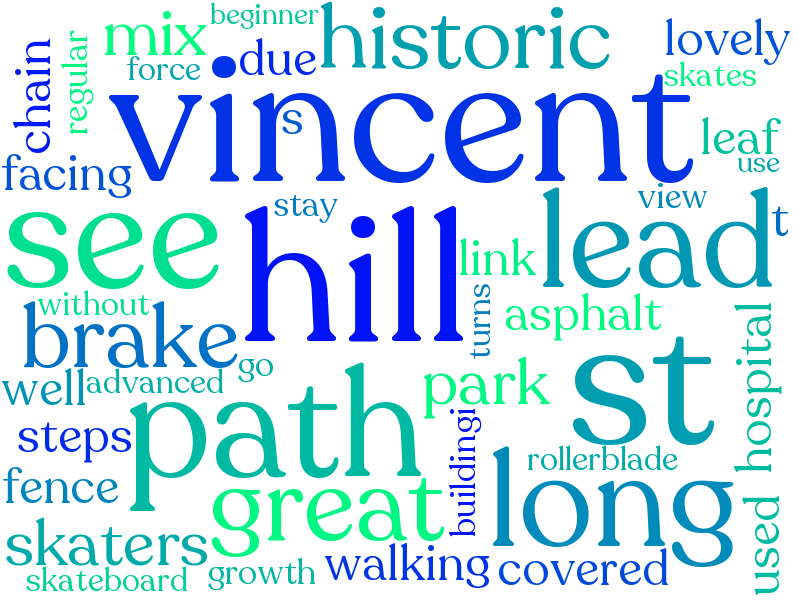 beginner
mix
historic
lovely
force
due
chain
regular
skates
vincent
s
leaf
use
facing
stay
view
t
see
hill
lead
link
without
turns
asphalt
brake
go
st
hospital
well
advanced
park
path
steps
buildingi
rollerblade
fence
great
long
used
skaters
walking
covered
skateboard
growth